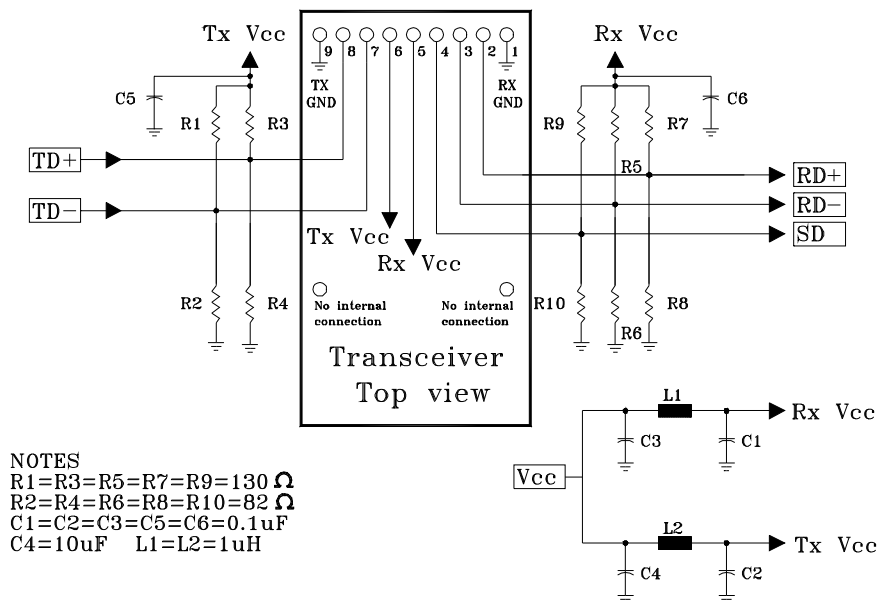 Tx Vcc
Rx Vcc
9 8 7 6 5 4 3 2 1
TX
GND
RX
GND
C5
C6
R1
R3
R9
R7
TD+
R5
RD+
TD-
RD-
Tx Vcc
SD
Rx Vcc
R2
R4
No internal
connection
No internal
connection
R10
R8
R6
Transceiver
Top view
L1
Rx Vcc
C3
C1
Vcc
L2
Tx Vcc
C4
C2
NOTES
R1=R3=R5=R7=R9=130 Ω
R2=R4=R6=R8=R10=82 Ω
C1=C2=C3=C5=C6=0.1uF
C4=10uF L1=L2=1uH